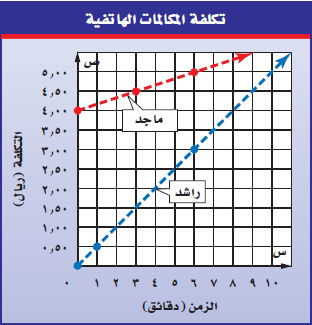 تكلفة المكالمات الهاتفية
ص
٥,٠٠
٤,٥٠
٤,٠٠
٣,٥٠
٣,٠٠
٢,٥٠
٢,٠٠
١,٥٠
١,٠٠
٠,٥٠
التكلفة (ريال)
ماجد
راشد
س
٠ ١ ٢ ٣ ٤ ٥ ٦ ٧ ٨ ٩ ١٠
الزمن (دقائق)